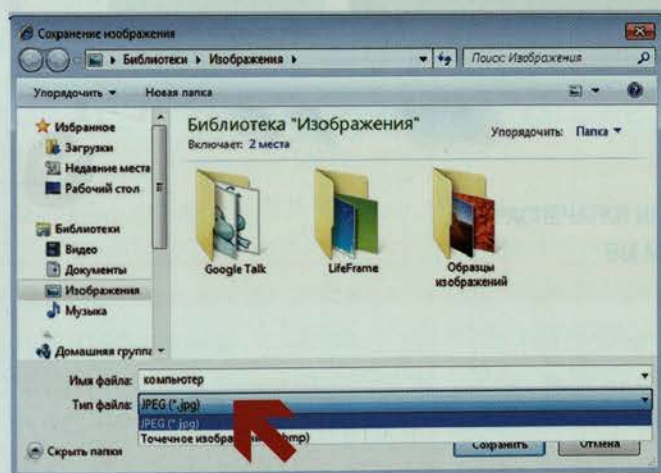 Сохранение изображения
Библиотеки Изображения
Поиск: Изображения
Упорядочить
Новая папка
Избранное
Загрузки
Недавние места
Рабочий стол
Библиотеки
Видео
Документы
Изображения
Музыка
Домашняя группа
Библиотека "Изображения"
Включает: 2 места
Упорядочить: Папка
Google Talk
LifeFrame
Образцы
изображений
Имя файла: компьютер
Тип файла: JPEG (*.jpg)
JPEG (*.jpg)
Точечное
Скрыть папки
Сохранить
Отмена